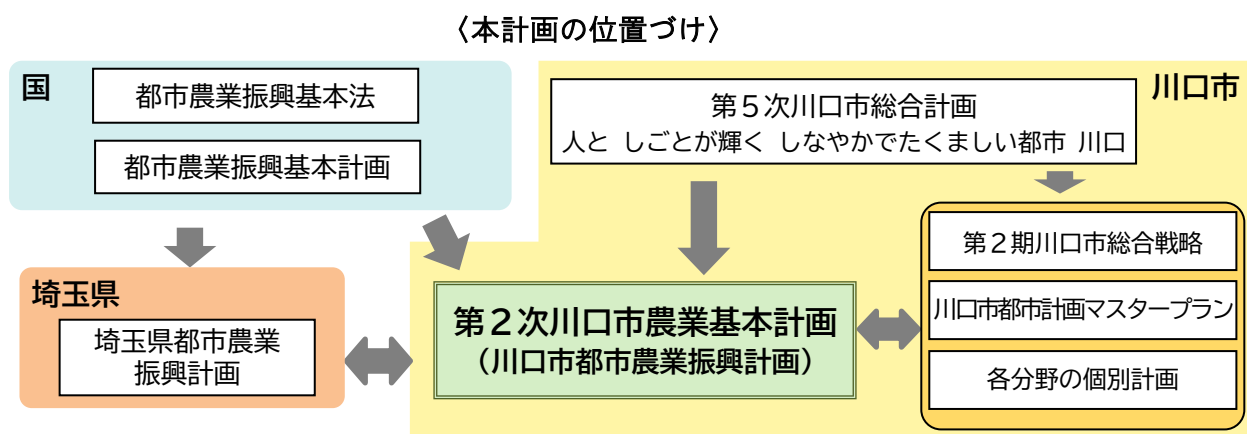 〈本計画の位置づけ〉
国
都市農業振興基本法
都市農業振興基本計画
埼玉県
埼玉県都市農業
振興計画
川口市
第５次川口市総合計画
人と しごとが輝く しなやかでたくましい都市 川口
第２次川口市農業基本計画
（川口市都市農業振興計画）
第２期川口市総合戦略
川口市都市計画マスタープラン
各分野の個別計画